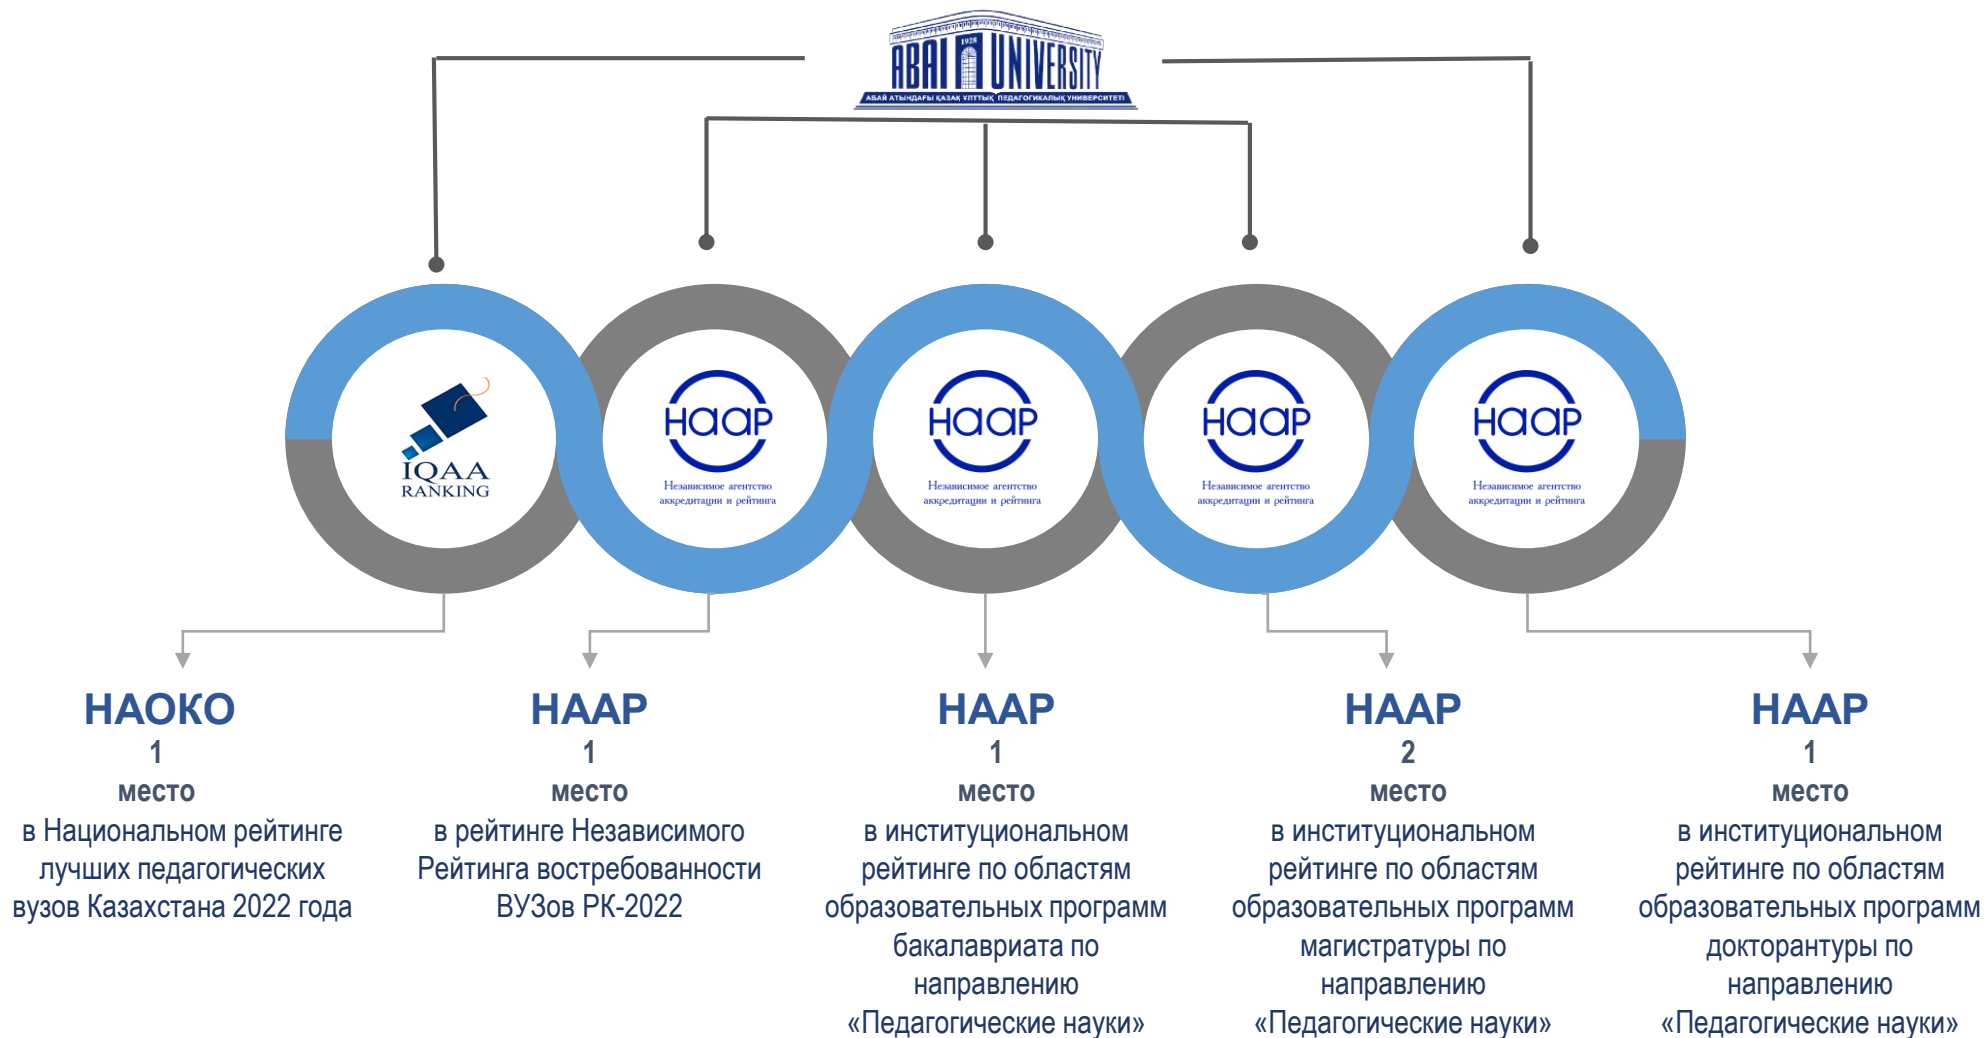 ABAI 1928 UNIVERSITY
АБАЙ АТЫНДАҒЫ ҚАЗАҚ ҰЛТТЫҚ ПЕДАГОГИКАЛЫҚ УНИВЕРСИТЕТІ
IQAA
RANKING
НААР
Независимое агентство
аккредитации и рейтинга
НААР
Независимое агентство
аккредитации и рейтинга
НААР
Независимое агентство
аккредитации и рейтинга
НААР
Независимое агентство
аккредитации и рейтинга
НАОКО
1
место
в Национальном рейтинге
лучших педагогических
вузов Казахстана 2022 года
НААР
1
место
в рейтинге Независимого
Рейтинга востребованности
ВУЗов РК-2022
НААР
1
место
в институциональном
рейтинге по областям
образовательных программ
бакалавриата по
направлению
«Педагогические науки»
НААР
2
место
в институциональном
рейтинге по областям
образовательных программ
магистратуры по
направлению
«Педагогические науки»
НААР
1
место
в институциональном
рейтинге по областям
образовательных программ
докторантуры по
направлению
«Педагогические науки»